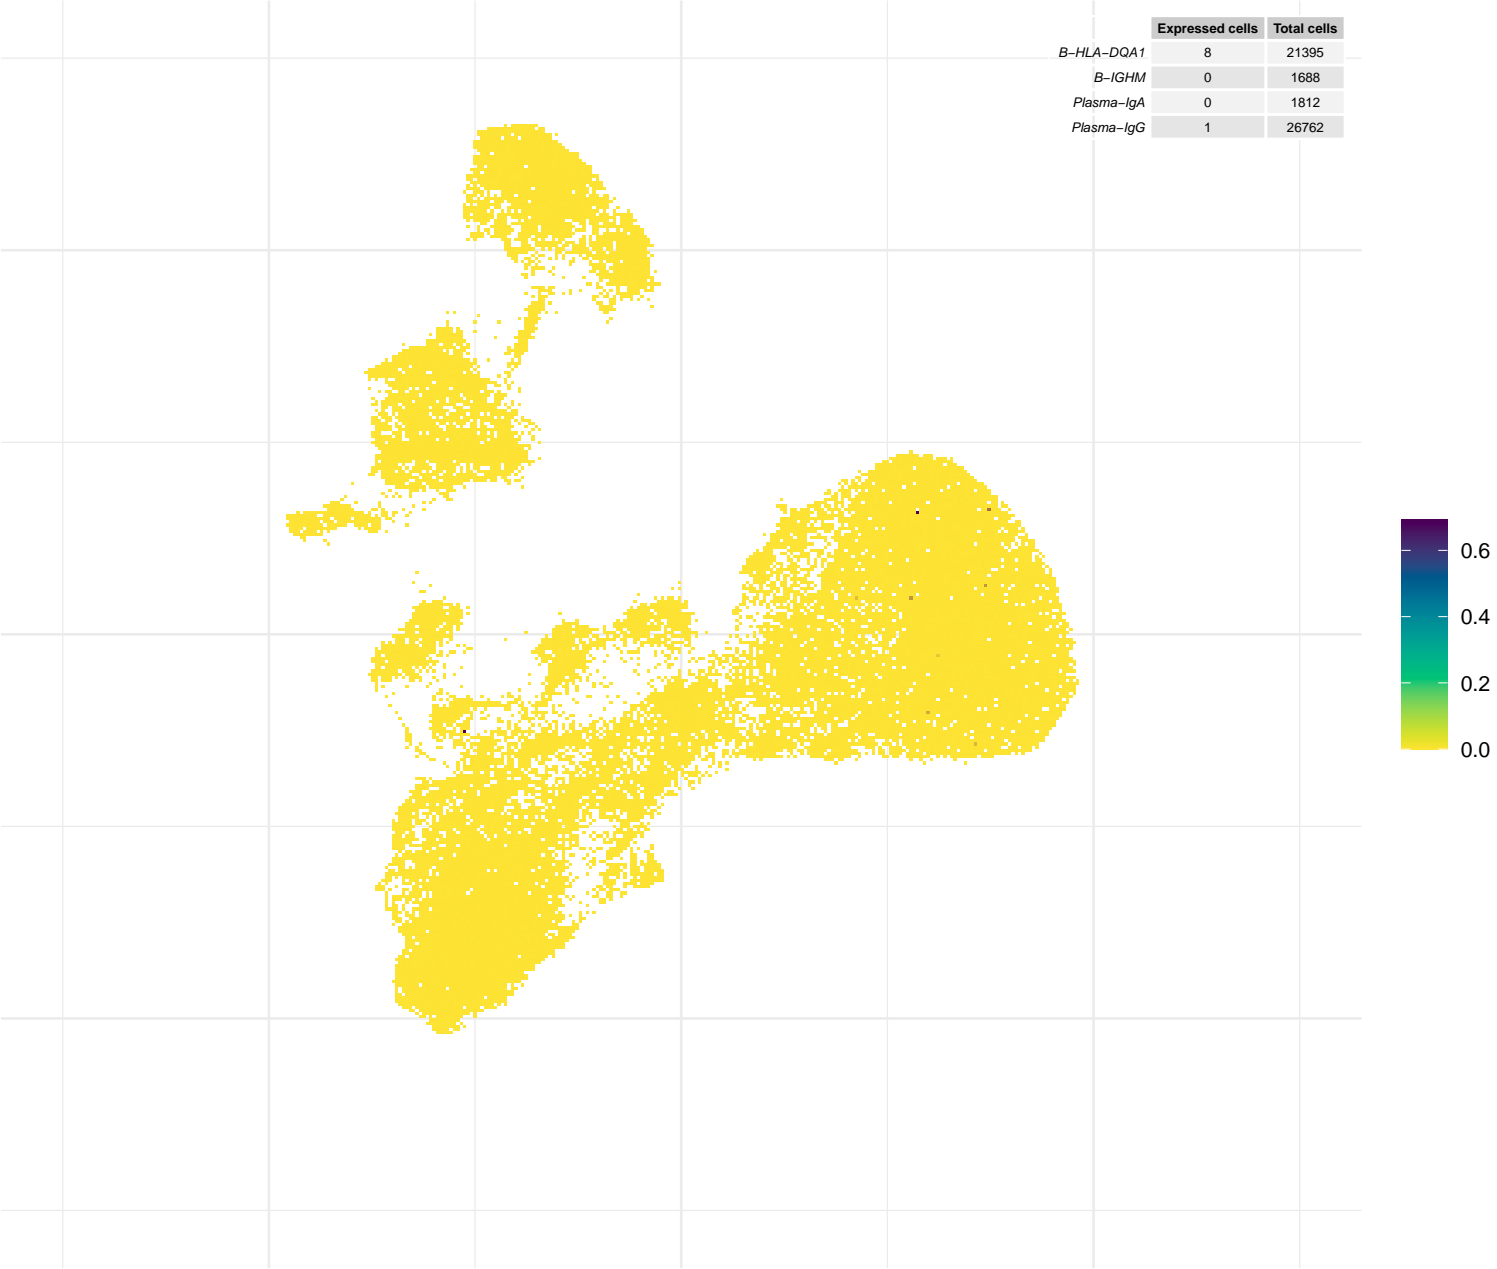 Expressed cells Total cells
B−HLA−DQA1 8 21395
B−IGHM 0 1688
Plasma−IgA 0 1812
Plasma−IgG 1 26762
0.6
0.4
0.2
0.0